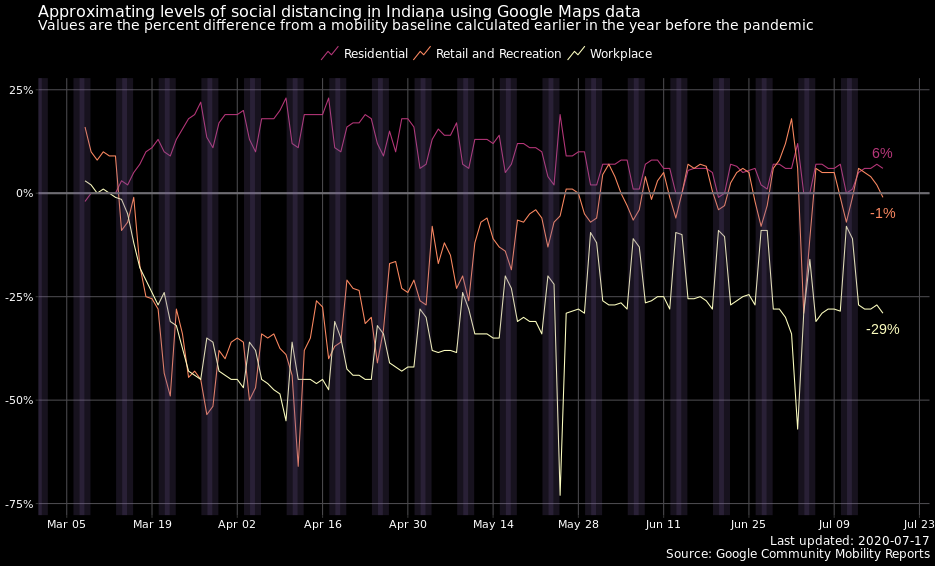 Approximating levels of social distancing in Indiana using Google Maps data
Values are the percent difference from a mobility baseline calculated earlier in the year before the pandemic
Residential Retail and Recreation Workplace
25%
0%
-25%
-50%
-75%
6%
-1%
-29%
Mar 05 Mar 19 Apr 02 Apr 16 Apr 30 May 14 May 28 Jun 11 Jun 25 Jul 09 Jul 23
Last updated: 2020-07-17
Source: Google Community Mobility Reports